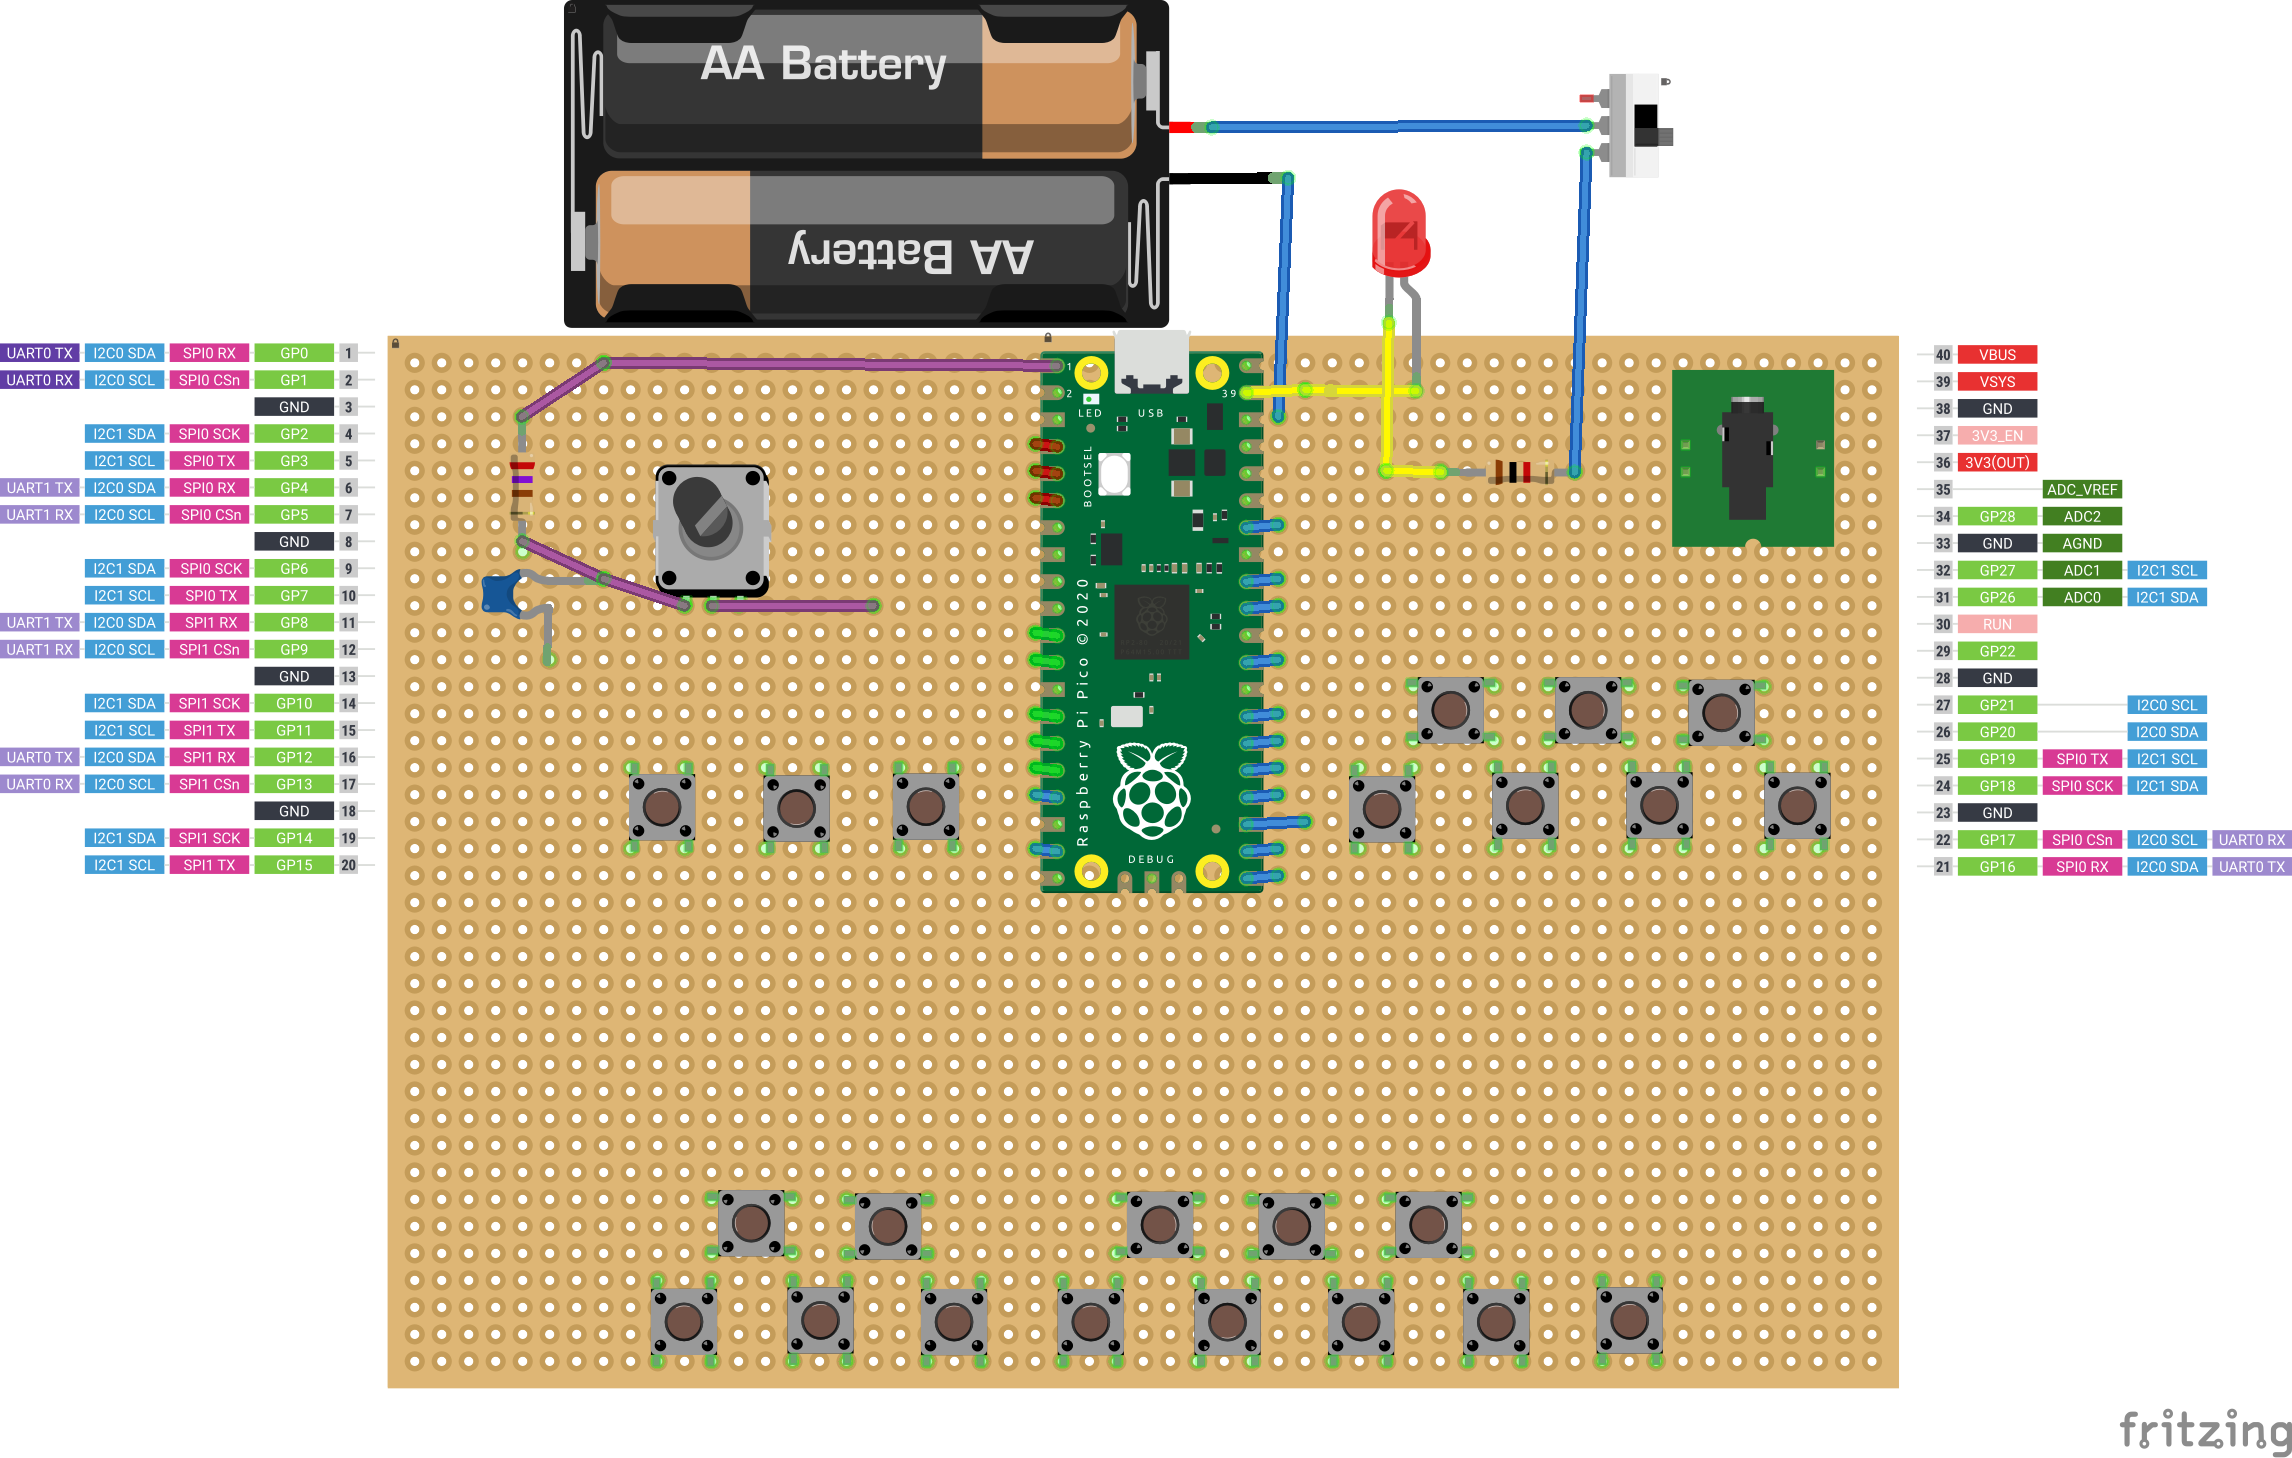 AA Battery
AA Battery
UART0 TX I2C0 SDA SPI0 RX GP0 1
UART0 RX I2C0 SCL SPI0 CSn GP1 2
GND 3
I2C1 SDA SPI0 SCK GP2 4
I2C1 SCL SPI0 TX GP3 5
UART1 TX I2C0 SDA SPI0 RX GP4 6
UART1 RX I2C0 SCL SPI0 CSn GP5 7
GND 8
I2C1 SDA SPI0 SCK GP6 9
I2C1 SCL SPI0 TX GP7 10
UART1 TX I2C0 SDA SPI1 RX GP8 11
UART1 RX I2C0 SCL SPI1 CSn GP9 12
GND 13
I2C1 SDA SPI1 SCK GP10 14
I2C1 SCL SPI1 TX GP11 15
UART0 TX I2C0 SDA SPI1 RX GP12 16
UART0 RX I2C0 SCL SPI1 CSn GP13 17
GND 18
I2C1 SDA SPI1 SCK GP14 19
I2C1 SCL SPI1 TX GP15 20
1
2 39
LED USB
BOOTSEL
Raspberry Pi Pico © 2020
DEBUG
40 VBUS
39 VSYS
38 GND
37 3V3_EN
36 3V3(OUT)
35 ADC_VREF
34 GP28 ADC2
33 GND AGND
32 GP27 ADC1 I2C1 SCL
31 GP26 ADC0 I2C1 SDA
30 RUN
29 GP22
28 GND
27 GP21 I2C0 SCL
26 GP20 I2C0 SDA
25 GP19 SPI0 TX I2C1 SCL
24 GP18 SPI0 SCK I2C1 SDA
23 GND
22 GP17 SPI0 CSn I2C0 SCL UART0 RX
21 GP16 SPI0 RX I2C0 SDA UART0 TX
fritzing